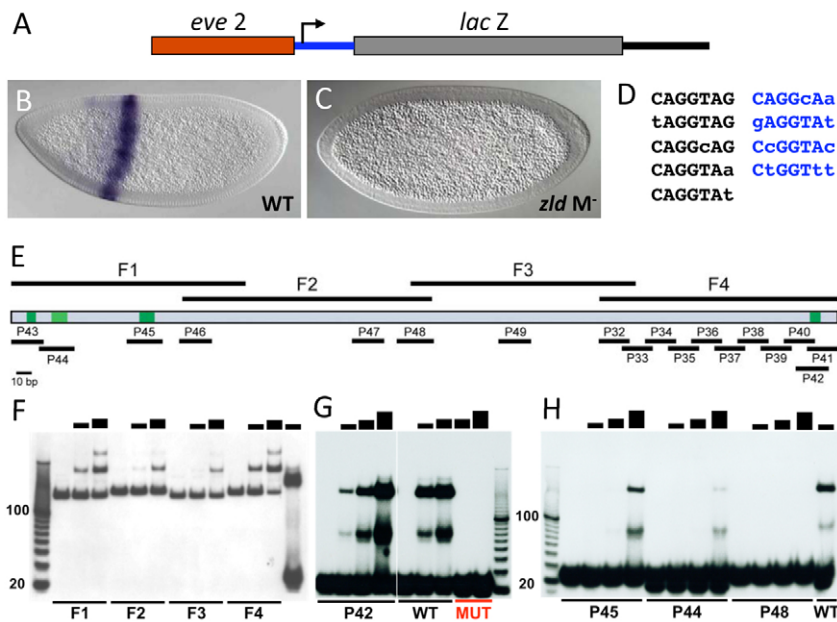 A
eve 2
lac Z
B
WT
C
zld M-
D
CAGGTAG CAGGcAa
tAGGTAG gAGGTAt
CAGGcAG CcGGTAc
CAGGTAa CtGGTtt
CAGGTAt
E
F1
F2
F3
F4
P43
P44
P45
P46
P47
P48
P49
P32
P33
P34
P35
P36
P37
P38
P39
P40
P41
P42
10 bp
F
100
20
F1
F2
F3
F4
G
P42
WT
MUT
H
100
20
P45
P44
P48
WT